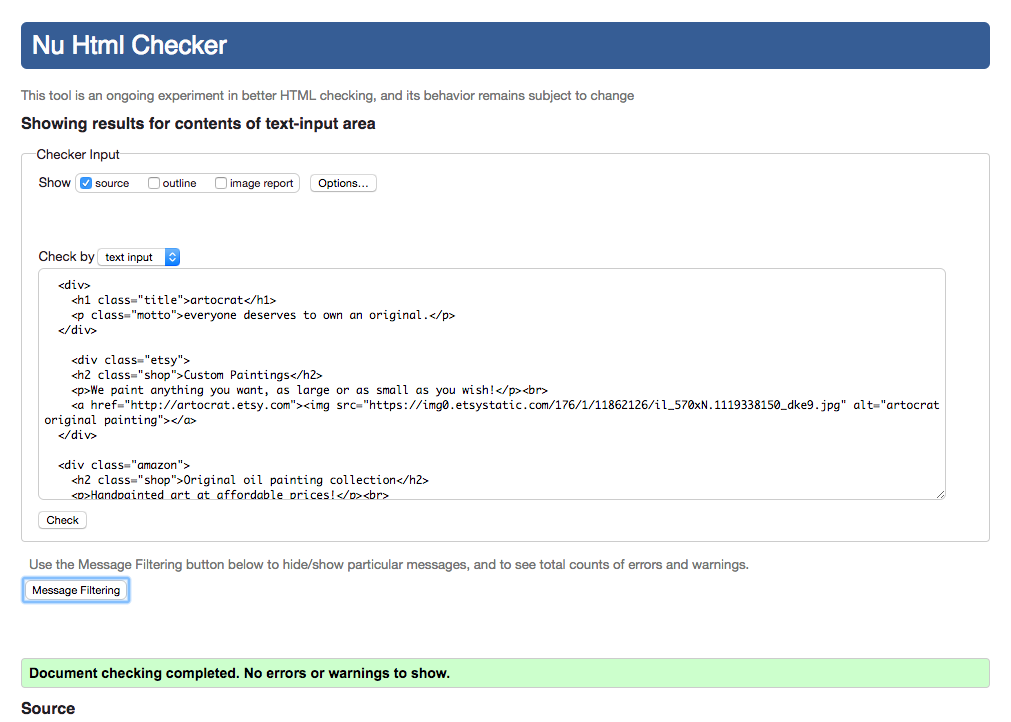 Nu Html Checker
This tool is an ongoing experiment in better HTML checking, and its behavior remains subject to change
Showing results for contents of text-input area
Checker Input
Show source outline image report Options...
Check by text input
<div>
<h1 class="title">artocrat</h1>
<p class="motto">everyone deserves to own an original.</p>
</div>
<div class="etsy">
<h2 class="shop">Custom Paintings</h2>
<p>We paint anything you want, as large or as small as you wish!</p><br>
<a href="http://artocrat.etsy.com"><img src="https://img0.etsystatic.com/176/1/11862126/il_570xN.1119338150_dke9.jpg" alt="artocrat
original painting"></a>
</div>
<div class="amazon">
<h2 class="shop">Original oil painting collection</h2>
<p>Handpainted art at affordable prices!</p><br>
Check
Use the Message Filtering button below to hide/show particular messages, and to see total counts of errors and warnings.
Message Filtering
Document checking completed. No errors or warnings to show.
Source